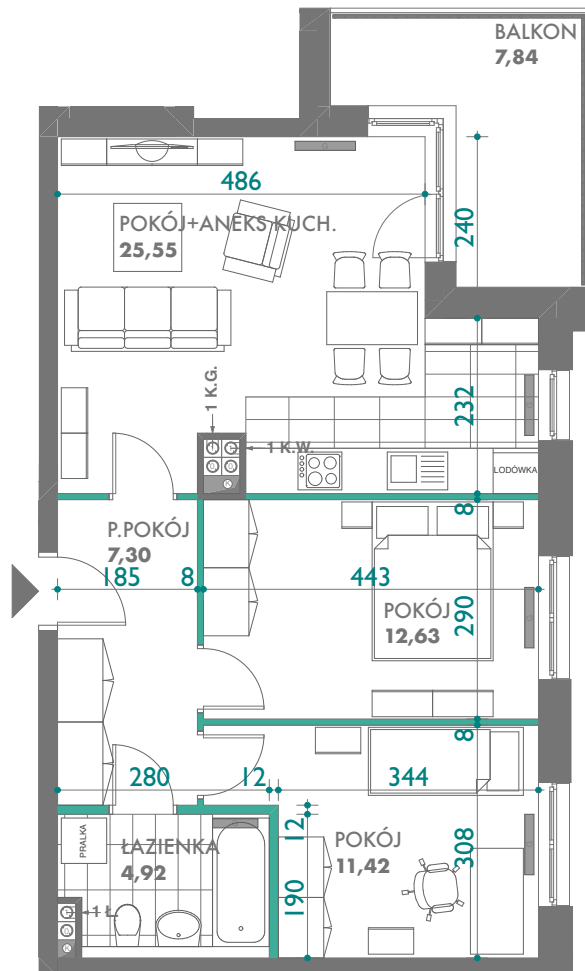 BALKON
7,84
486
POKÓJ+ANEKS KUCH.
25,55
240
1 K.G.
232
1 K.W.
LODÓWKA
P.POKÓJ
7,30
185
8
443
8
POKÓJ
12,63
290
8
280
12
344
12
POKÓJ
11,42
308
PRALKA
ŁAZIENKA
4,92
190
1 Ł.